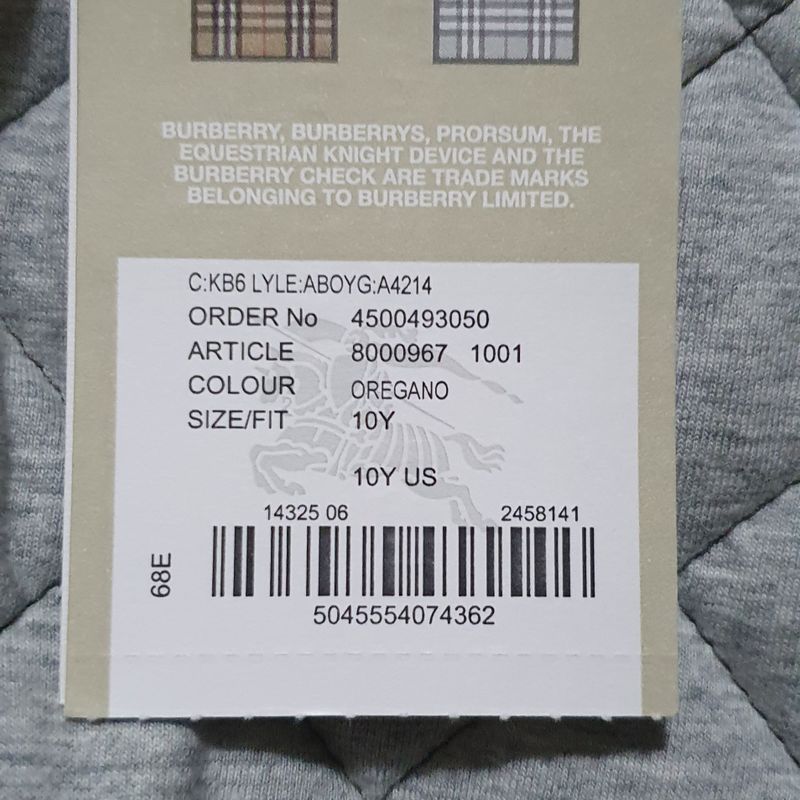 BURBERRY, BURBERRYS, PRORSUM, THE
EQUESTRIAN KNIGHT DEVICE AND THE
BURBERRY CHECK ARE TRADE MARKS
BELONGING TO BURBERRY LIMITED.
C:KB6 LYLE:ABOYG:A4214
ORDER No 4500493050
ARTICLE 8000967 1001
COLOUR OREGANO
SIZE/FIT 10Y
10Y US
14325 06 2458141
68E
5045554074362